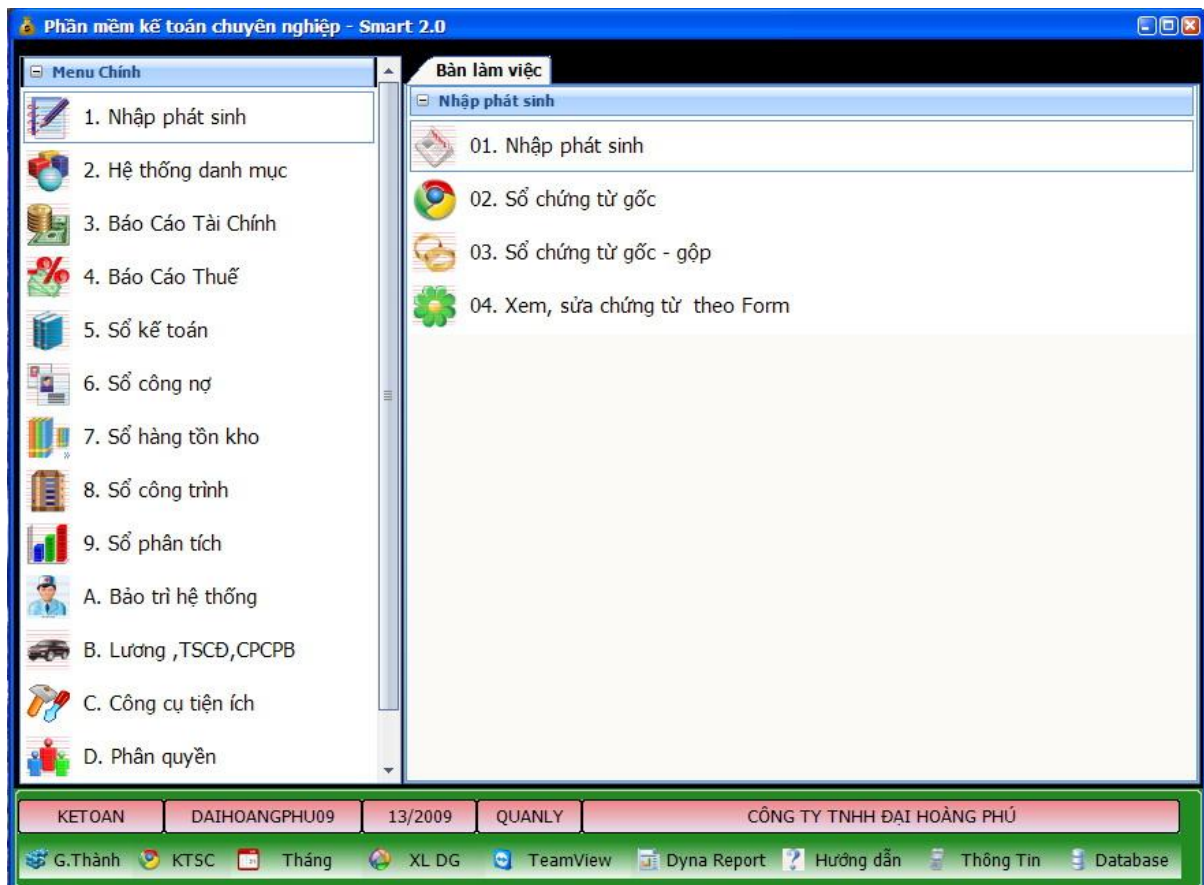 Phần mềm kế toán chuyên nghiệp - Smart 2.0
Menu Chính
1. Nhập phát sinh
2. Hệ thống danh mục
3. Báo Cáo Tài Chính
4. Báo Cáo Thuế
5. Sổ kế toán
6. Sổ công nợ
7. Sổ hàng tồn kho
8. Sổ công trình
9. Sổ phân tích
A. Bảo trì hệ thống
B. Lương ,TSCĐ,CPCPB
C. Công cụ tiện ích
D. Phân quyền
Bàn làm việc
Nhập phát sinh
01. Nhập phát sinh
02. Sổ chứng từ gốc
03. Sổ chứng từ gốc - gộp
04. Xem, sửa chứng từ theo Form
KETOAN DAIHOANGPHU09 13/2009 QUANLY CÔNG TY TNHH ĐẠI HOÀNG PHÚ
G.Thành KTSC Tháng XL DG TeamView Dyna Report Hướng dẫn Thông Tin Database